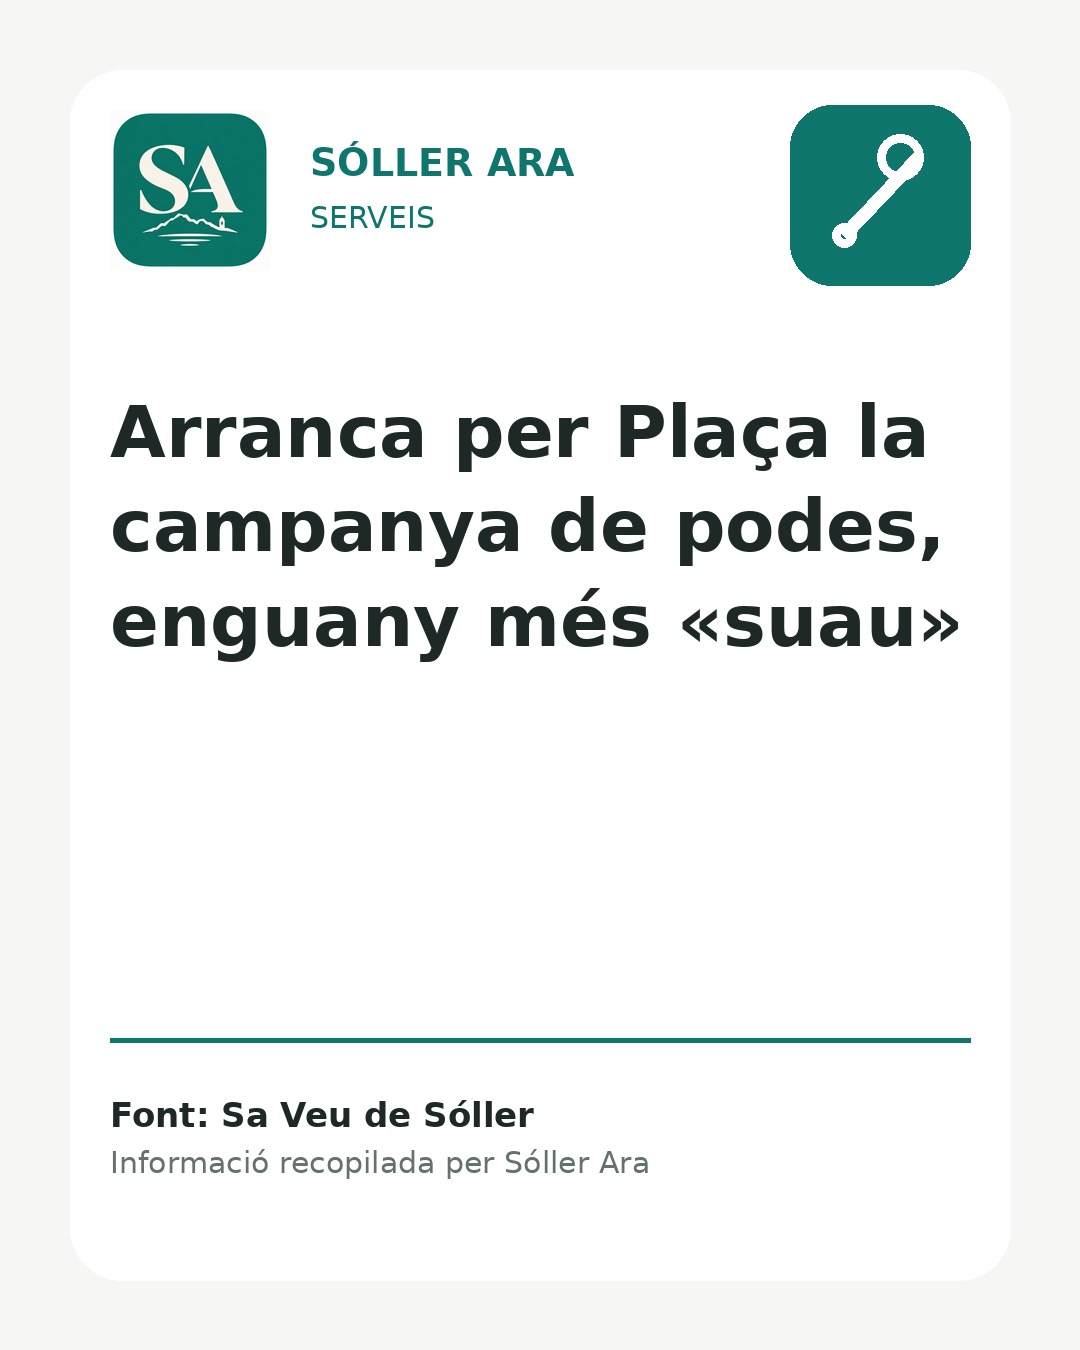 SA
SÓLLER ARA
SERVEIS
Arranca per Plaça la
campanya de podes,
enguany més «suau»
Font: Sa Veu de Sóller
Informació recopilada per Sóller Ara